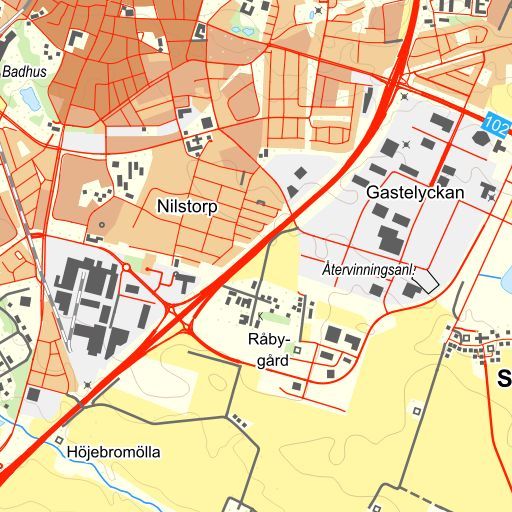 Badhus
102
Gastelyckan
Nilstorp
Återvinningsanl.
Råby-
gård
S
Höjebromölla